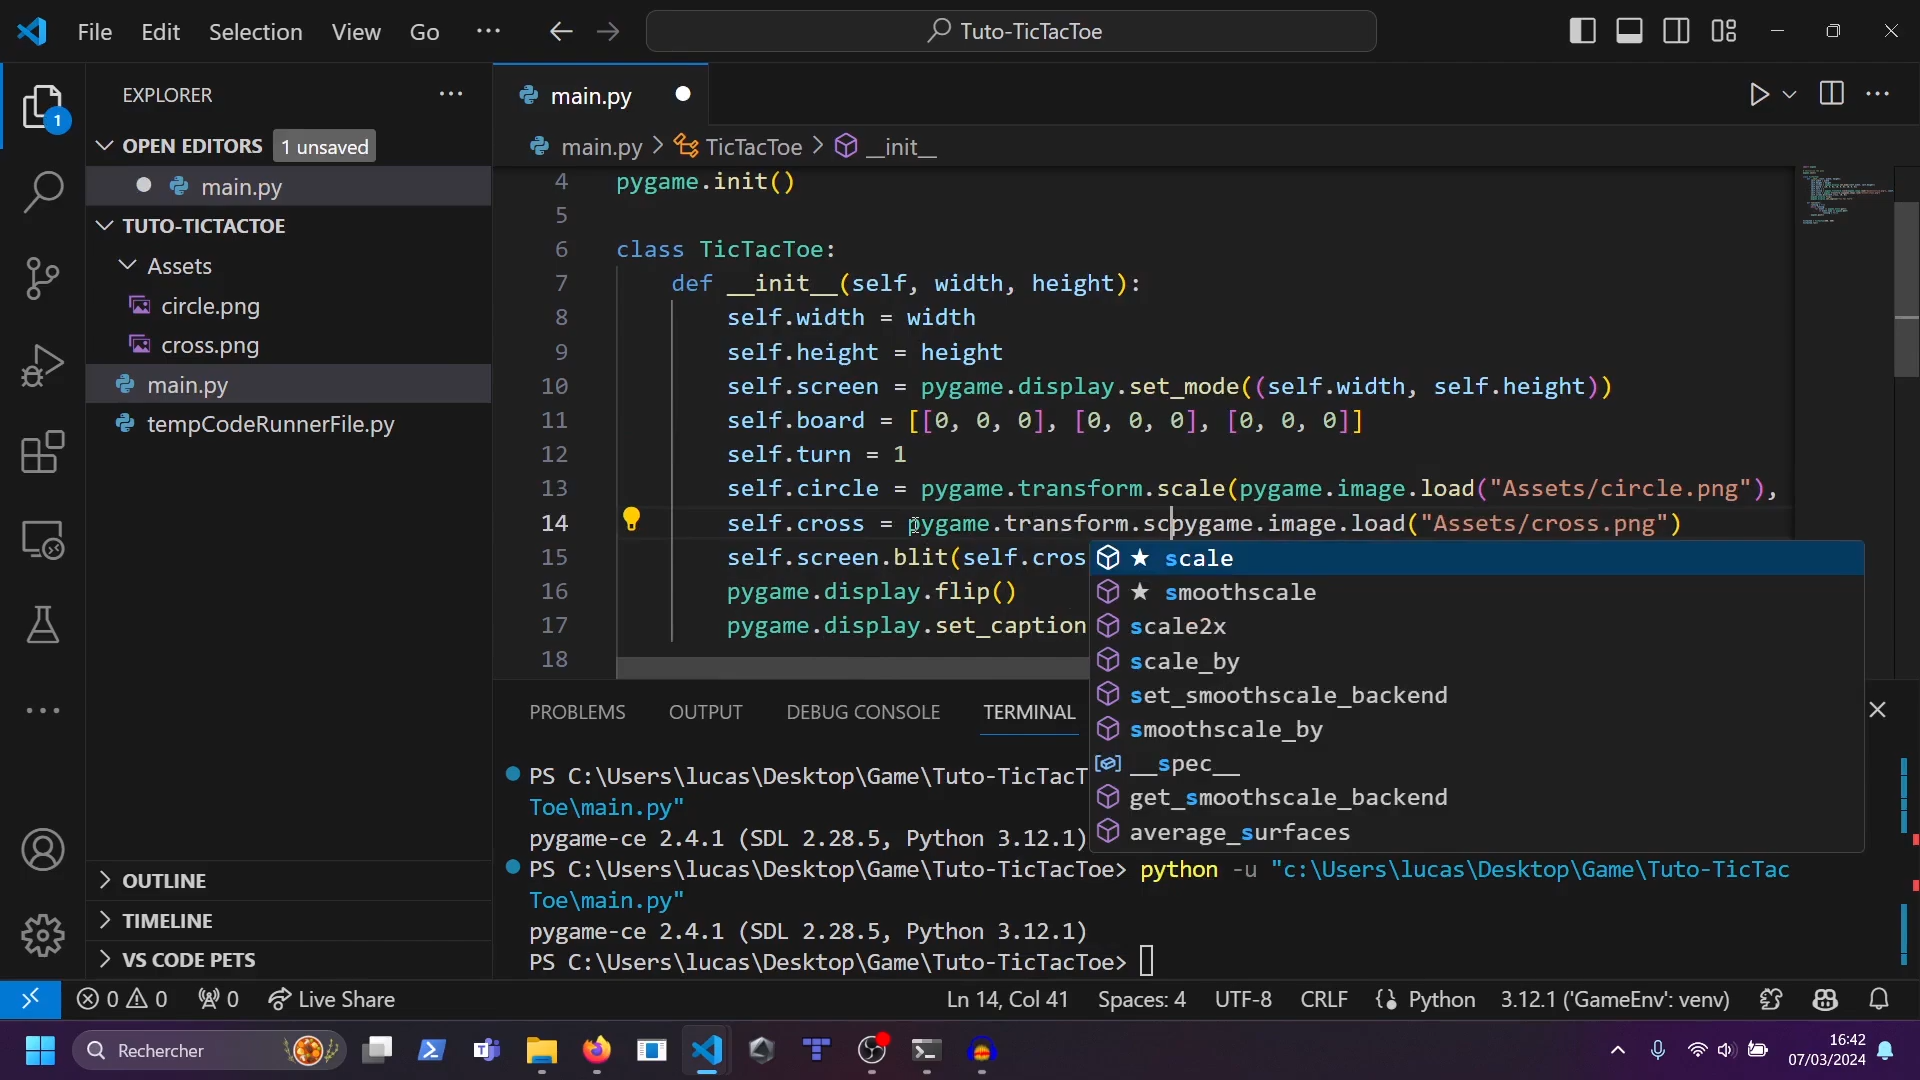 File Edit Selection View Go ··· Tuto-TicTacToe
EXPLORER
OPEN EDITORS 1 unsaved
main.py
TUTO-TICTACTOE
Assets
circle.png
cross.png
main.py
tempCodeRunnerFile.py
OUTLINE
TIMELINE
VS CODE PETS
1
main.py
main.py > TicTacToe > __init__
4 pygame.init()
5
6 class TicTacToe:
7 def __init__(self, width, height):
8 self.width = width
9 self.height = height
10 self.screen = pygame.display.set_mode((self.width, self.height))
11 self.board = [[0, 0, 0], [0, 0, 0], [0, 0, 0]]
12 self.turn = 1
13 self.circle = pygame.transform.scale(pygame.image.load("Assets/circle.png"),
14 self.cross = pygame.transform.scpygame.image.load("Assets/cross.png")
15 self.screen.blit(self.cros
16 pygame.display.flip()
17 pygame.display.set_caption
18
scale
smoothscale
scale2x
scale_by
set_smoothscale_backend
smoothscale_by
__spec__
get_smoothscale_backend
average_surfaces
PROBLEMS OUTPUT DEBUG CONSOLE TERMINAL
PS C:\Users\lucas\Desktop\Game\Tuto-TicTacT
Toe\main.py"
pygame-ce 2.4.1 (SDL 2.28.5, Python 3.12.1)
PS C:\Users\lucas\Desktop\Game\Tuto-TicTacToe> python -u "c:\Users\lucas\Desktop\Game\Tuto-TicTac
Toe\main.py"
pygame-ce 2.4.1 (SDL 2.28.5, Python 3.12.1)
PS C:\Users\lucas\Desktop\Game\Tuto-TicTacToe>
0 0 0 Live Share Ln 14, Col 41 Spaces: 4 UTF-8 CRLF Python 3.12.1 ('GameEnv': venv)
Rechercher
16:42
07/03/2024